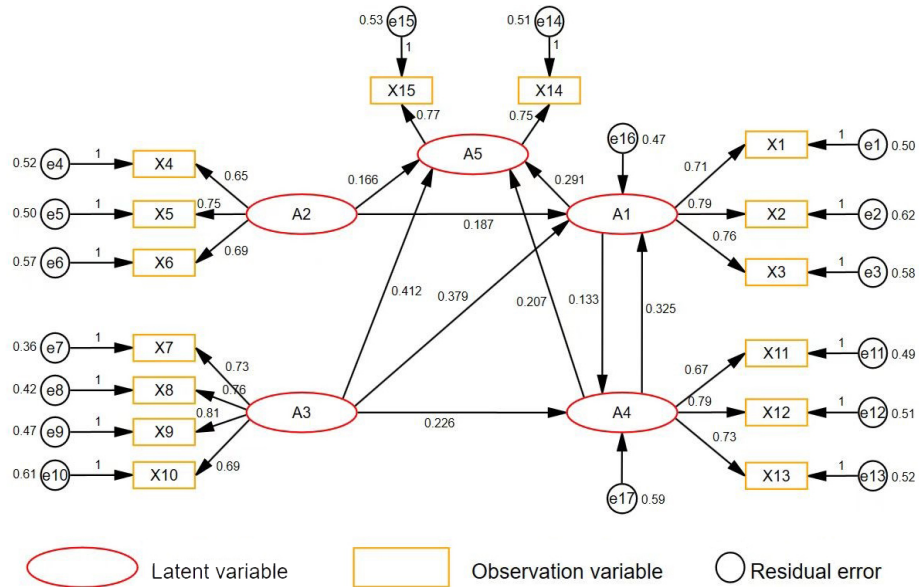 0.53 e15 0.51 e14
1 1
X15 X14
0.77 0.75
A5
e16 0.47
0.52 e4 1 X4 0.65
0.50 e5 1 X5 0.75
0.57 e6 1 X6 0.69
A2
0.166
0.291
0.187
A1
0.71 X1 1 e1 0.50
0.79 X2 1 e2 0.62
0.76 X3 1 e3 0.58
0.412
0.379
0.207
0.133
0.325
0.36 e7 1 X7 0.73
0.42 e8 1 X8 0.76
0.47 e9 1 X9 0.81
0.61 e10 1 X10 0.69
A3
0.226
A4
0.67 X11 1 e11 0.49
0.79 X12 1 e12 0.51
0.73 X13 1 e13 0.52
e17 0.59
Latent variable
Observation variable
Residual error